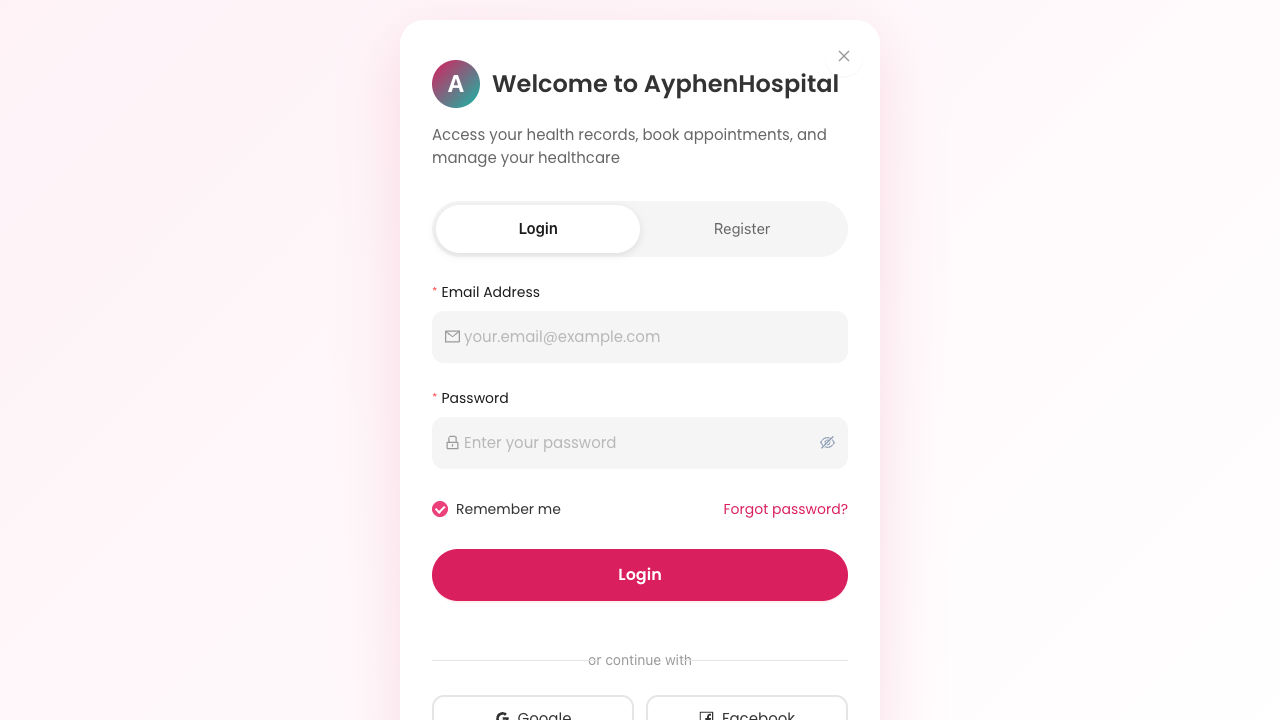 A
Welcome to AyphenHospital
Access your health records, book appointments, and
manage your healthcare
Login
Register
* Email Address
your.email@example.com
* Password
Enter your password
Remember me
Forgot password?
Login
or continue with
Google
Facebook